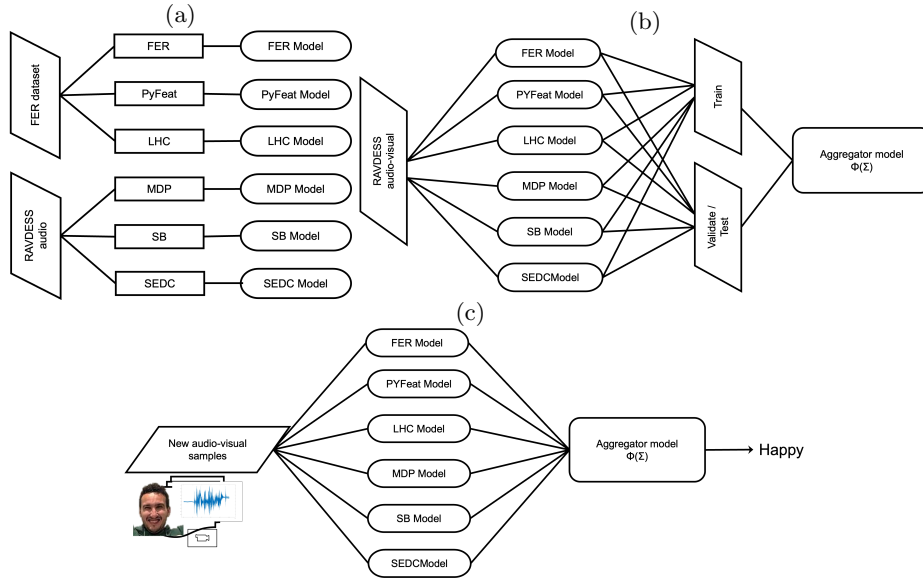 (a)
FER dataset
FER
FER Model
PyFeat
PyFeat Model
LHC
LHC Model
RAVDESS
audio
MDP
MDP Model
SB
SB Model
SEDC
SEDC Model
(b)
RAVDESS
audio-visual
FER Model
PYFeat Model
LHC Model
MDP Model
SB Model
SEDCModel
Train
Validate /
Test
Aggregator model
Φ(Σ)
(c)
New audio-visual
samples
FER Model
PYFeat Model
LHC Model
MDP Model
SB Model
SEDCModel
Aggregator model
Φ(Σ)
Happy